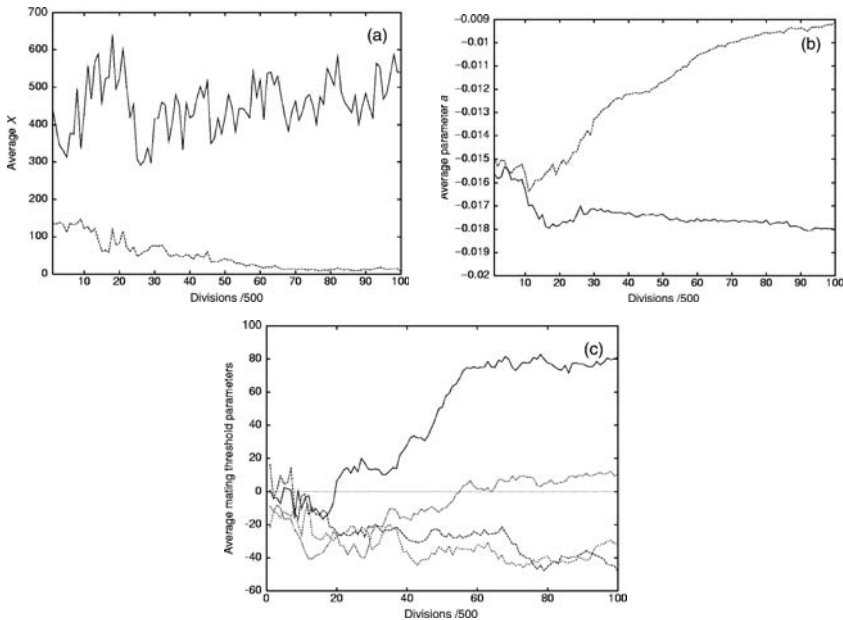 700
600
500
400
300
200
100
0
Average X
(a)
10 20 30 40 50 60 70 80 90 100
Divisions /500
−0.009
−0.01
−0.013
−0.012
−0.013
−0.014
−0.015
−0.016
−0.017
−0.018
−0.02
Average parameter a
(b)
10 20 30 40 50 60 70 80 90 100
Divisions /500
100
80
60
40
20
0
-20
-40
-60
Average mating threshold parameters
(c)
0 20 40 60 80 100
Divisions /500